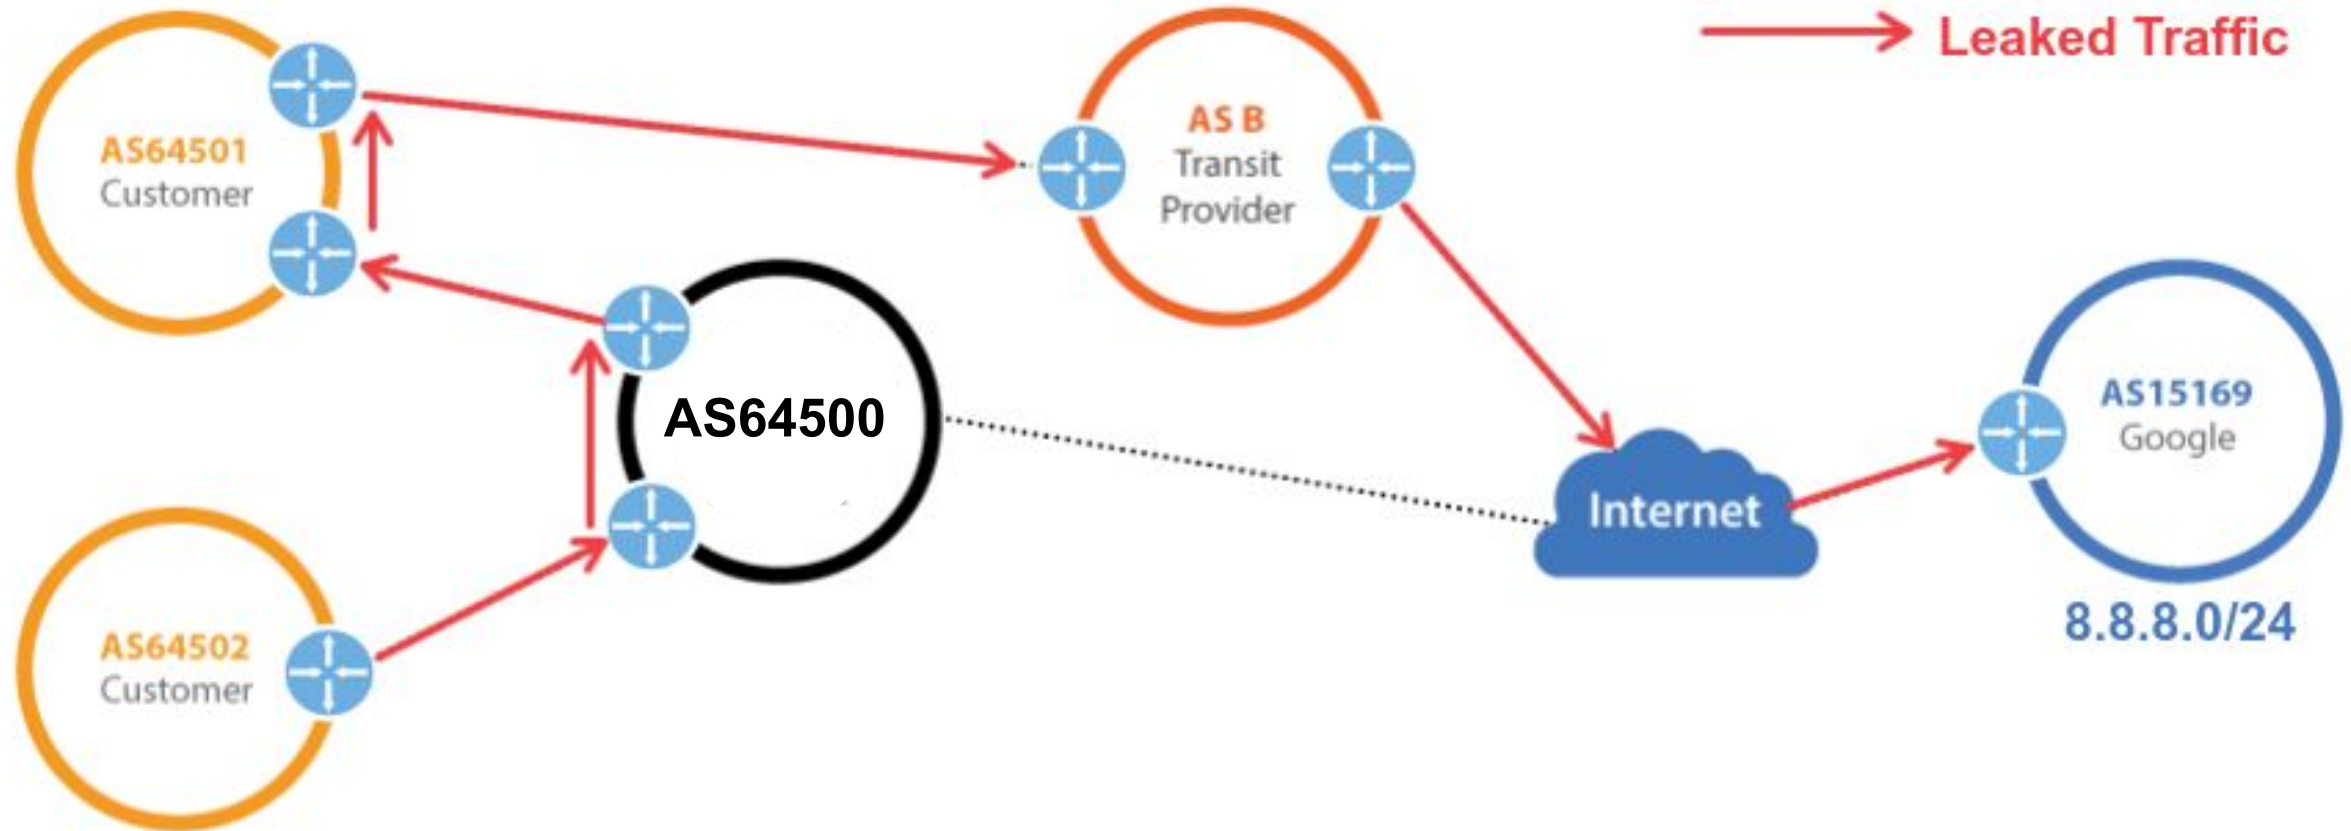 Leaked Traffic
AS64501
Customer
AS B
Transit
Provider
AS64500
Internet
AS15169
Google
8.8.8.0/24
AS64502
Customer